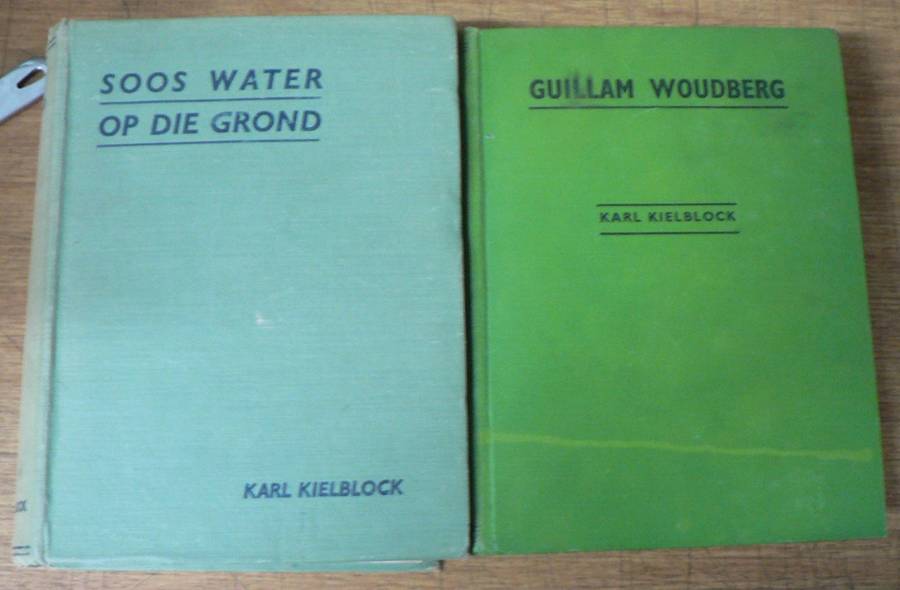 SOOS WATER
OP DIE GROND
KARL KIELBLOCK
GUILLAM WOUDBERG
KARL KIELBLOCK